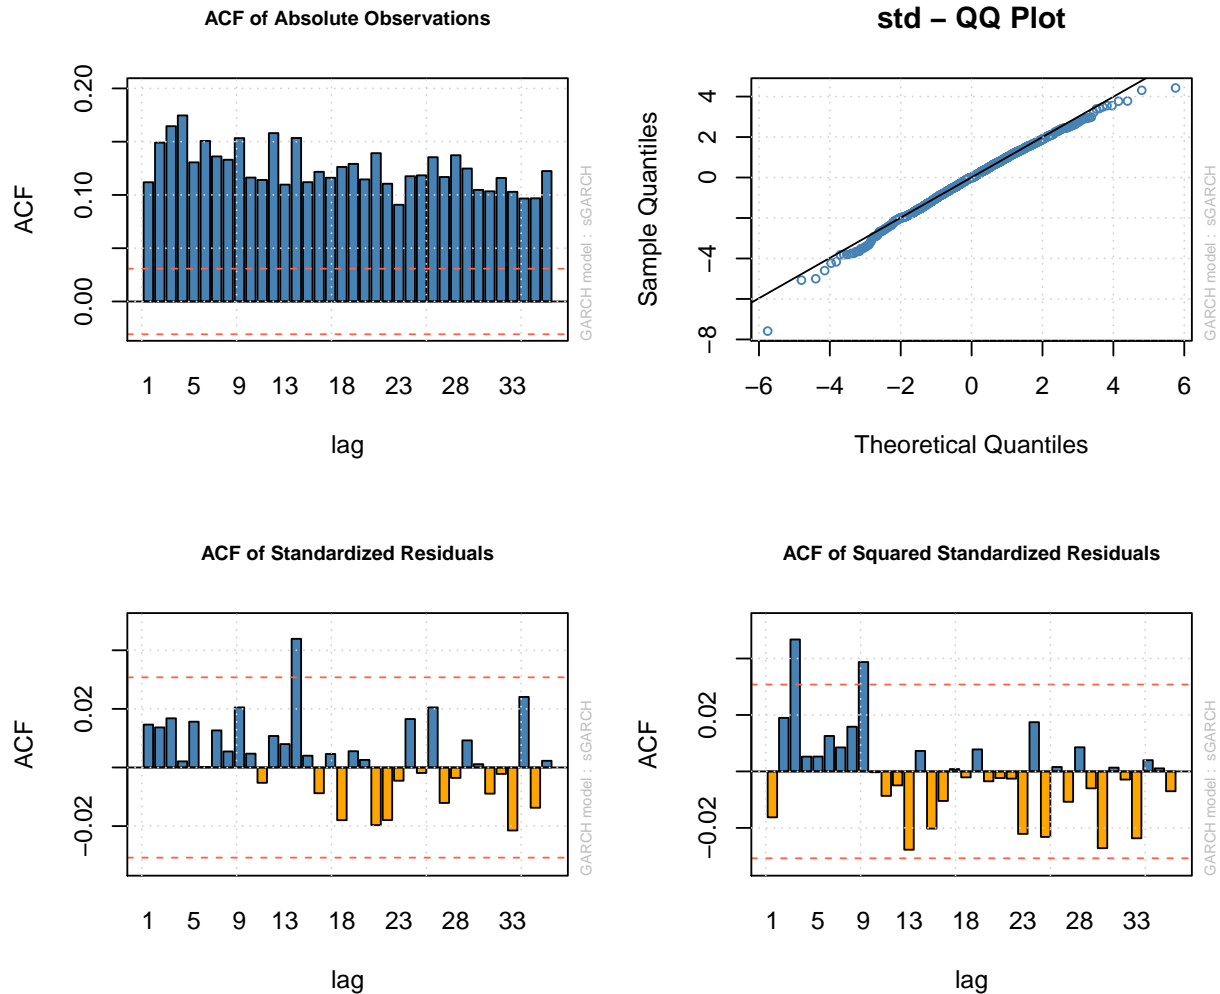 ACF of Absolute Observations
ACF
0.20
0.10
0.00
1 5 9 13 18 23 28 33
lag
GARCH model : sGARCH
std – QQ Plot
Sample Quantiles
4
2
0
−4
−8
−6 −4 −2 0 2 4 6
Theoretical Quantiles
GARCH model : sGARCH
ACF of Standardized Residuals
ACF
0.02
−0.02
1 5 9 13 18 23 28 33
lag
GARCH model : sGARCH
ACF of Squared Standardized Residuals
ACF
0.02
−0.02
1 5 9 13 18 23 28 33
lag
GARCH model : sGARCH